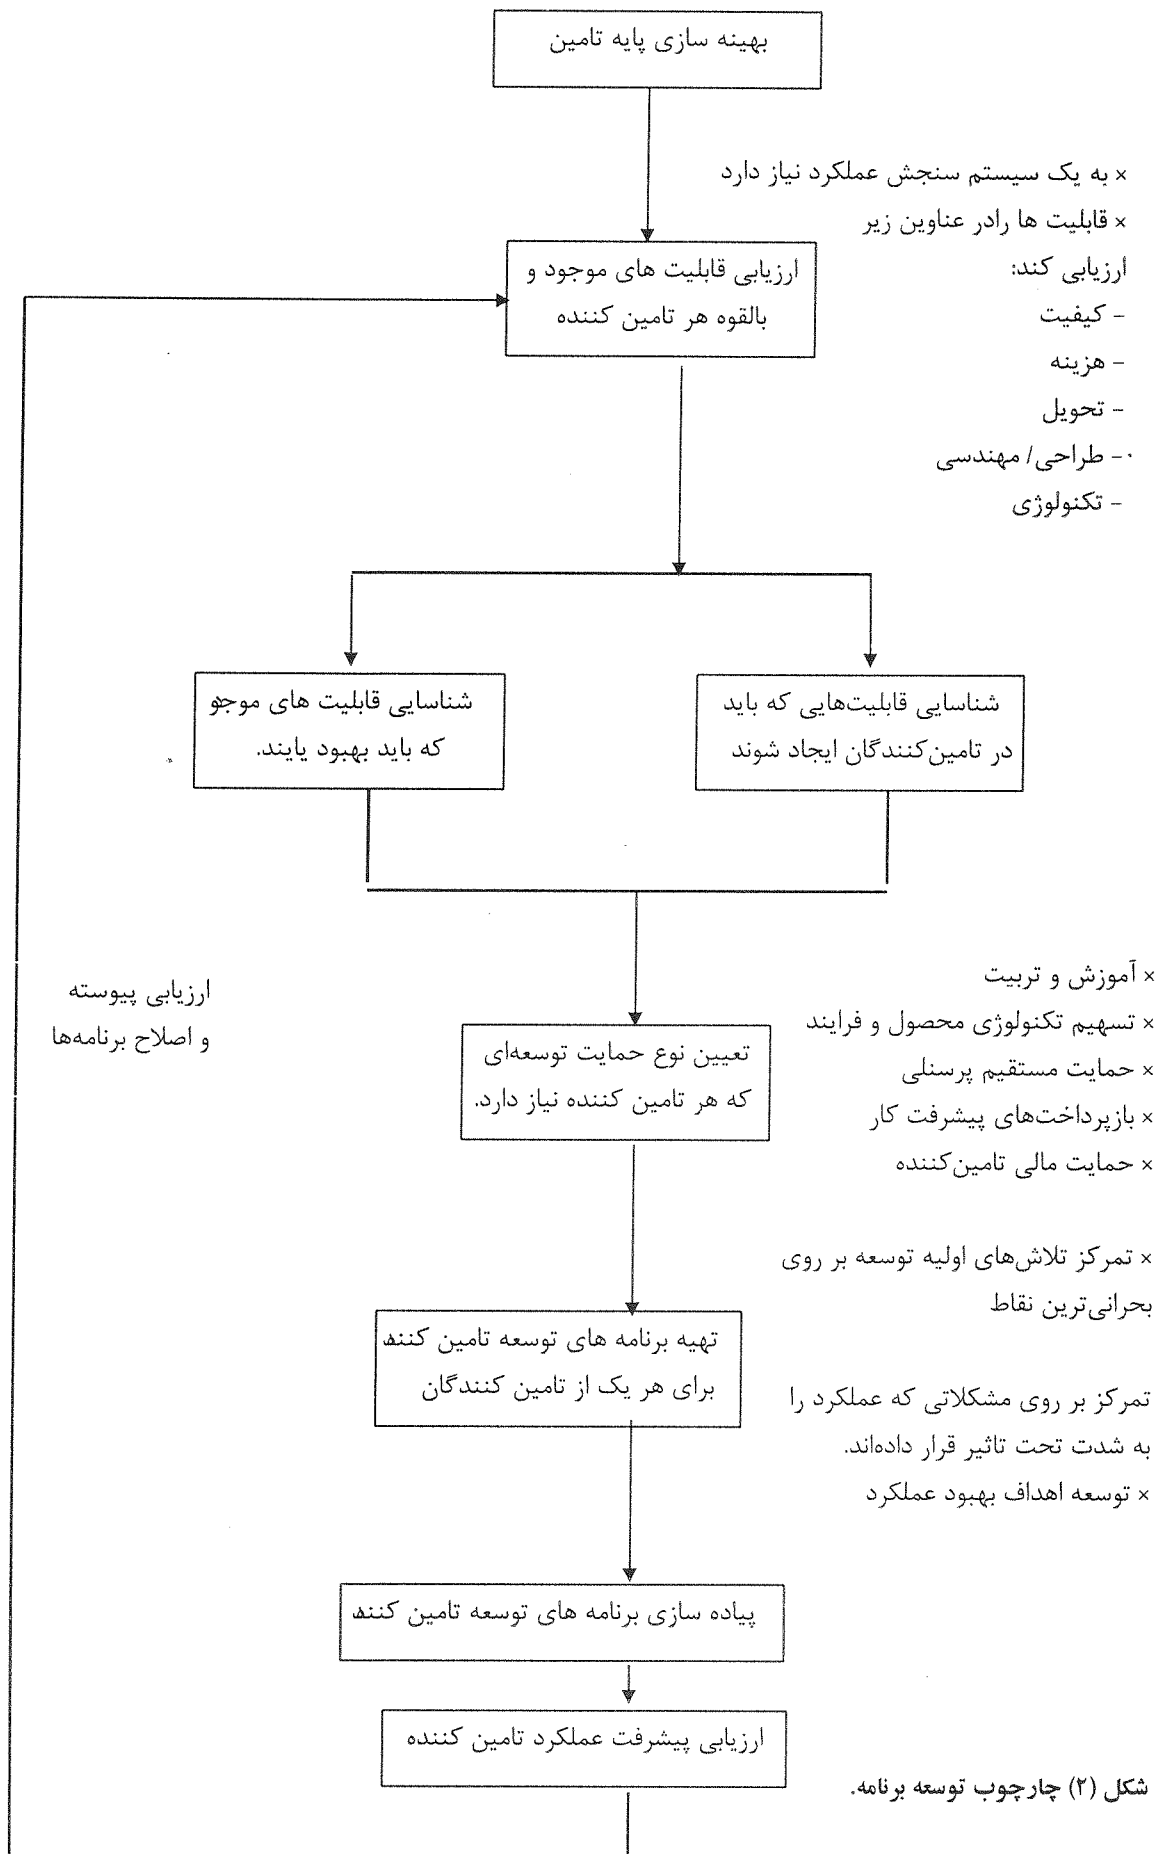 بهینه سازی پایه تامین
× به یک سیستم سنجش عملکرد نیاز دارد
× قابلیت ها رادر عناوین زیر
ارزیابی کند:
- کیفیت
- هزینه
- تحویل
- طراحی/ مهندسی
- تکنولوژی
ارزیابی قابلیت های موجود و
بالقوه هر تامین کننده
شناسایی قابلیت‌هایی که باید
در تامین‌کنندگان ایجاد شوند
شناسایی قابلیت های موجود
که باید بهبود یابند.
ارزیابی پیوسته
و اصلاح برنامه‌ها
× آموزش و تربیت
× تسهیم تکنولوژی محصول و فرایند
× حمایت مستقیم پرسنلی
× بازپرداخت‌های پیشرفت کار
× حمایت مالی تامین‌کننده
تعیین نوع حمایت توسعه‌ای
که هر تامین کننده نیاز دارد.
× تمرکز تلاش‌های اولیه توسعه بر روی
بحرانی‌ترین نقاط
تمرکز بر روی مشکلاتی که عملکرد را
به شدت تحت تاثیر قرار داده‌اند.
× توسعه اهداف بهبود عملکرد
تهیه برنامه های توسعه تامین کننده
برای هر یک از تامین کنندگان
پیاده سازی برنامه های توسعه تامین کننده
ارزیابی پیشرفت عملکرد تامین کننده
شکل (۲) چارچوب توسعه برنامه.